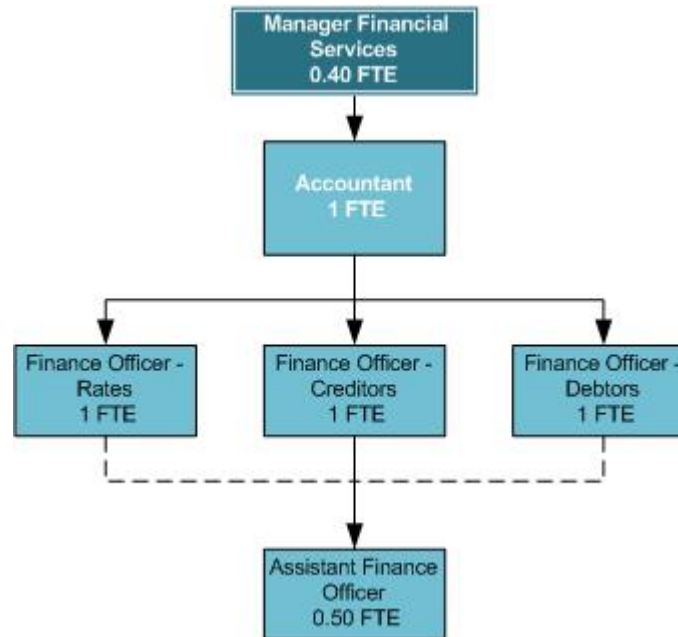 Manager Financial
Services
0.40 FTE
Accountant
1 FTE
Finance Officer -
Rates
1 FTE
Finance Officer -
Creditors
1 FTE
Finance Officer -
Debtors
1 FTE
Assistant Finance
Officer
0.50 FTE